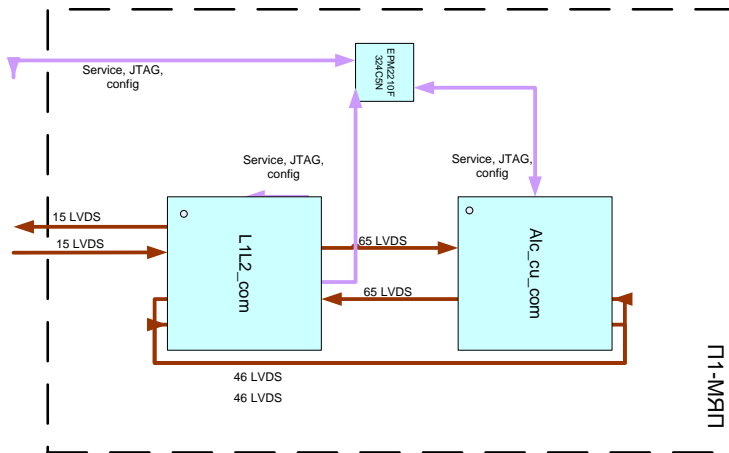 EPM2210F
324C5N
Service, JTAG,
config
Service, JTAG,
config
Service, JTAG,
config
15 LVDS
15 LVDS
L1L2_com
65 LVDS
65 LVDS
Alc_cu_com
46 LVDS
46 LVDS
П1-МЯП